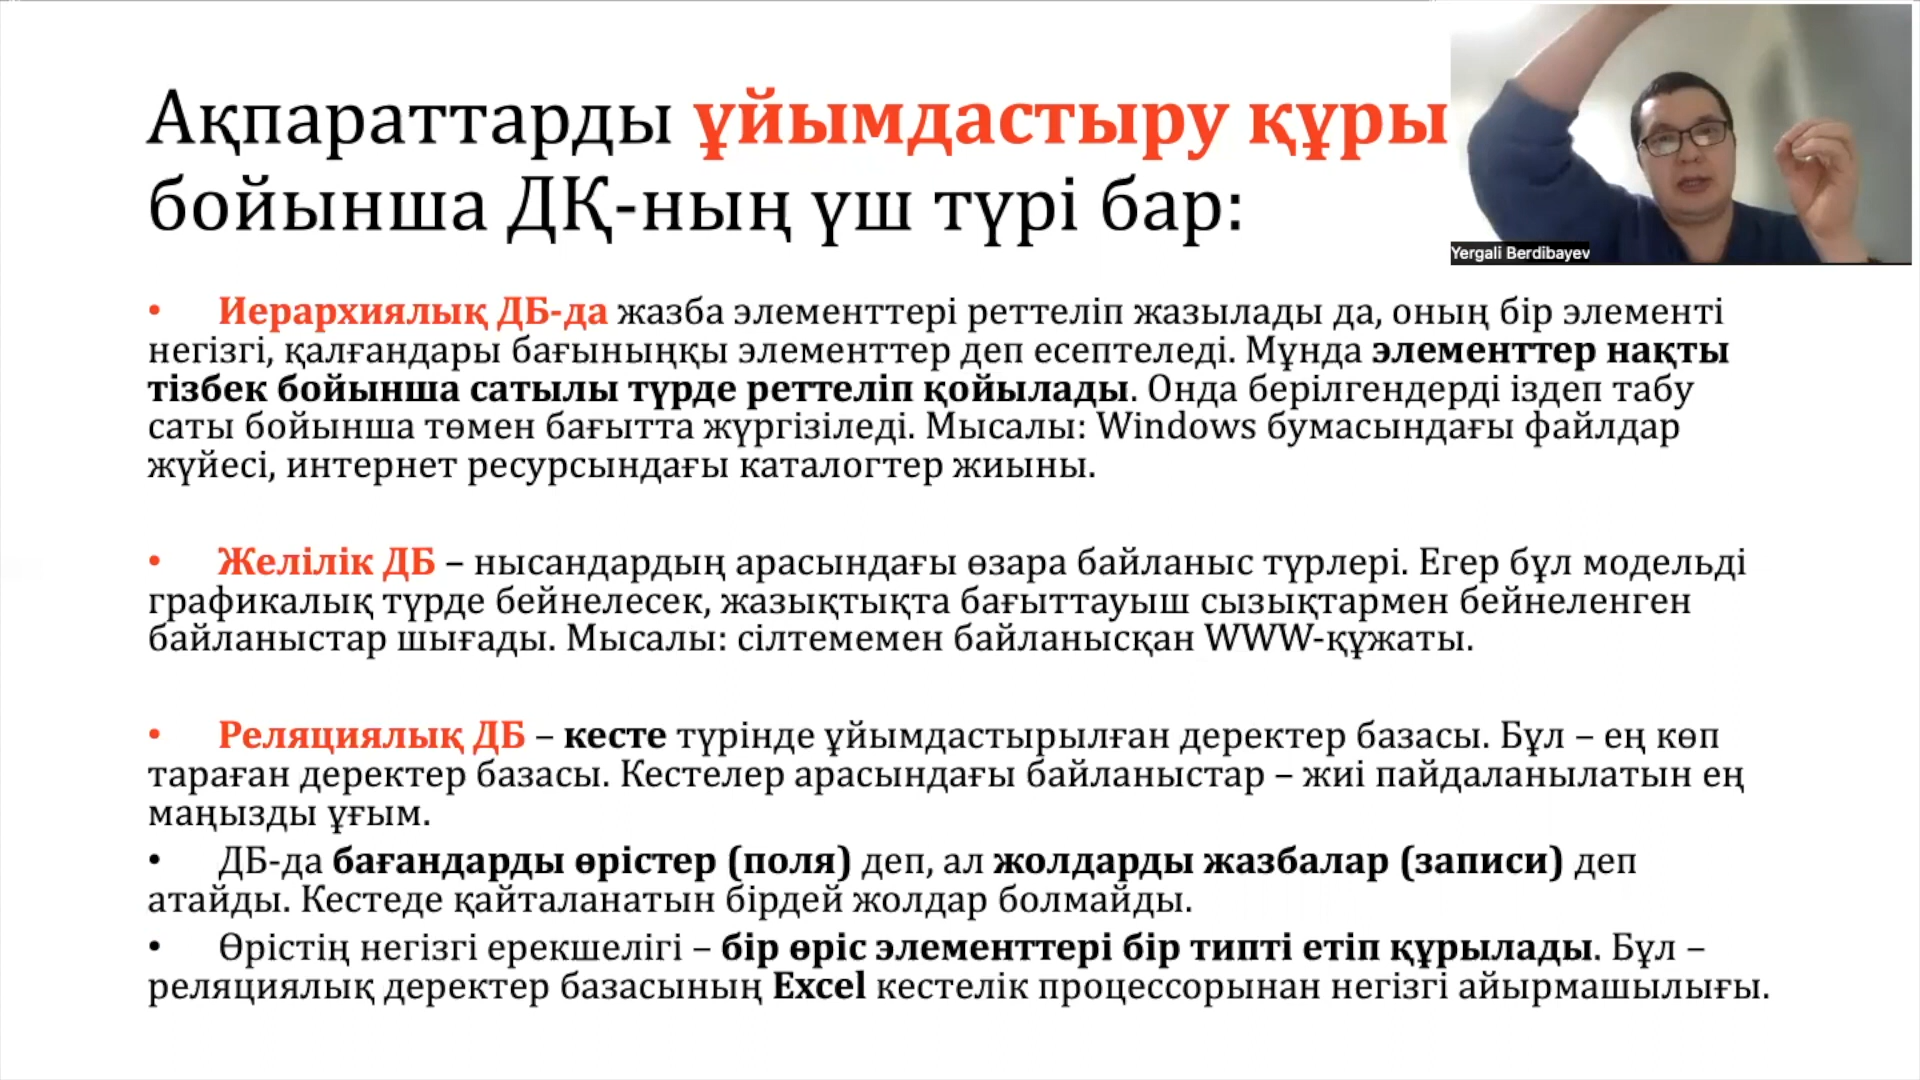 Ақпараттарды ұйымдастыру құры
бойынша ДҚ-ның үш түрі бар:
Yergali Berdibayev
• Иерархиялық ДБ-да жазба элементтері реттеліп жазылады да, оның бір элементі
негізгі, қалғандары бағыныңқы элементтер деп есептеледі. Мұнда элементтер нақты
тізбек бойынша сатылы түрде реттеліп қойылады. Онда берілгендерді іздеп табу
саты бойынша төмен бағытта жүргізіледі. Мысалы: Windows бумасындағы файлдар
жүйесі, интернет ресурсындағы каталогтер жиыны.
• Желілік ДБ – нысандардың арасындағы өзара байланыс түрлері. Егер бұл модельді
графикалық түрде бейнелесек, жазықтықта бағыттауыш сызықтармен бейнеленген
байланыстар шығады. Мысалы: сілтемемен байланысқан WWW-құжаты.
• Реляциялық ДБ – кесте түрінде ұйымдастырылған деректер базасы. Бұл – ең көп
тараған деректер базасы. Кестелер арасындағы байланыстар – жиі пайдаланылатын ең
маңызды ұғым.
• ДБ-да бағандарды өрістер (поля) деп, ал жолдарды жазбалар (записи) деп
атайды. Кестеде қайталанатын бірдей жолдар болмайды.
• Өрістің негізгі ерекшелігі – бір өріс элементтері бір типті етіп құрылады. Бұл –
реляциялық деректер базасының Excel кестелік процессорынан негізгі айырмашылығы.